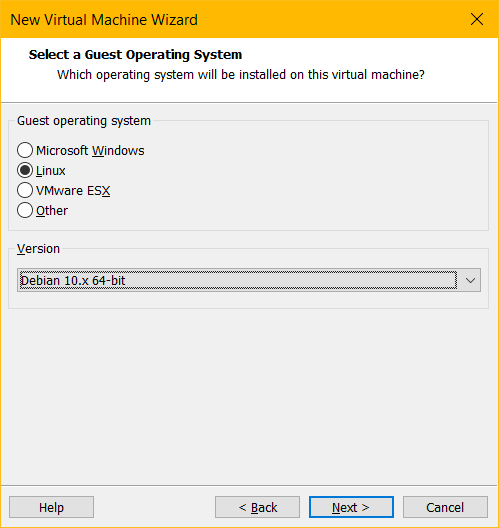 New Virtual Machine Wizard
Select a Guest Operating System
Which operating system will be installed on this virtual machine?
Guest operating system
Microsoft Windows
Linux
VMware ESX
Other
Version
Debian 10.x 64-bit
Help
< Back
Next >
Cancel